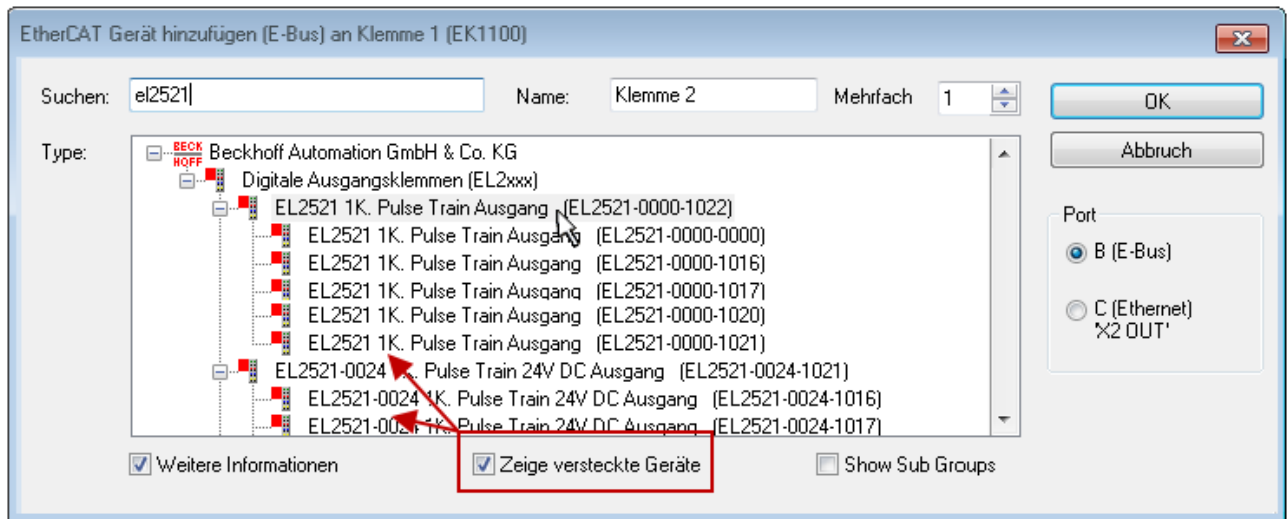 EtherCAT Gerät hinzufügen (E-Bus) an Klemme 1 (EK1100)
Suchen: el2521 Name: Klemme 2 Mehrfach 1 OK
Abbruch
Type: BECKHOFF Beckhoff Automation GmbH & Co. KG
Digitale Ausgangsklemmen (EL2xxx)
EL2521 1K. Pulse Train Ausgang (EL2521-0000-1022)
EL2521 1K. Pulse Train Ausgang (EL2521-0000-0000)
EL2521 1K. Pulse Train Ausgang (EL2521-0000-1016)
EL2521 1K. Pulse Train Ausgang (EL2521-0000-1017)
EL2521 1K. Pulse Train Ausgang (EL2521-0000-1020)
EL2521 1K. Pulse Train Ausgang (EL2521-0000-1021)
EL2521-0024 1K. Pulse Train 24V DC Ausgang (EL2521-0024-1021)
EL2521-0024 1K. Pulse Train 24V DC Ausgang (EL2521-0024-1016)
EL2521-0024 1K. Pulse Train 24V DC Ausgang (EL2521-0024-1017)
Port
B (E-Bus)
C (Ethernet)
'X2 OUT'
Weitere Informationen Zeige versteckte Geräte Show Sub Groups